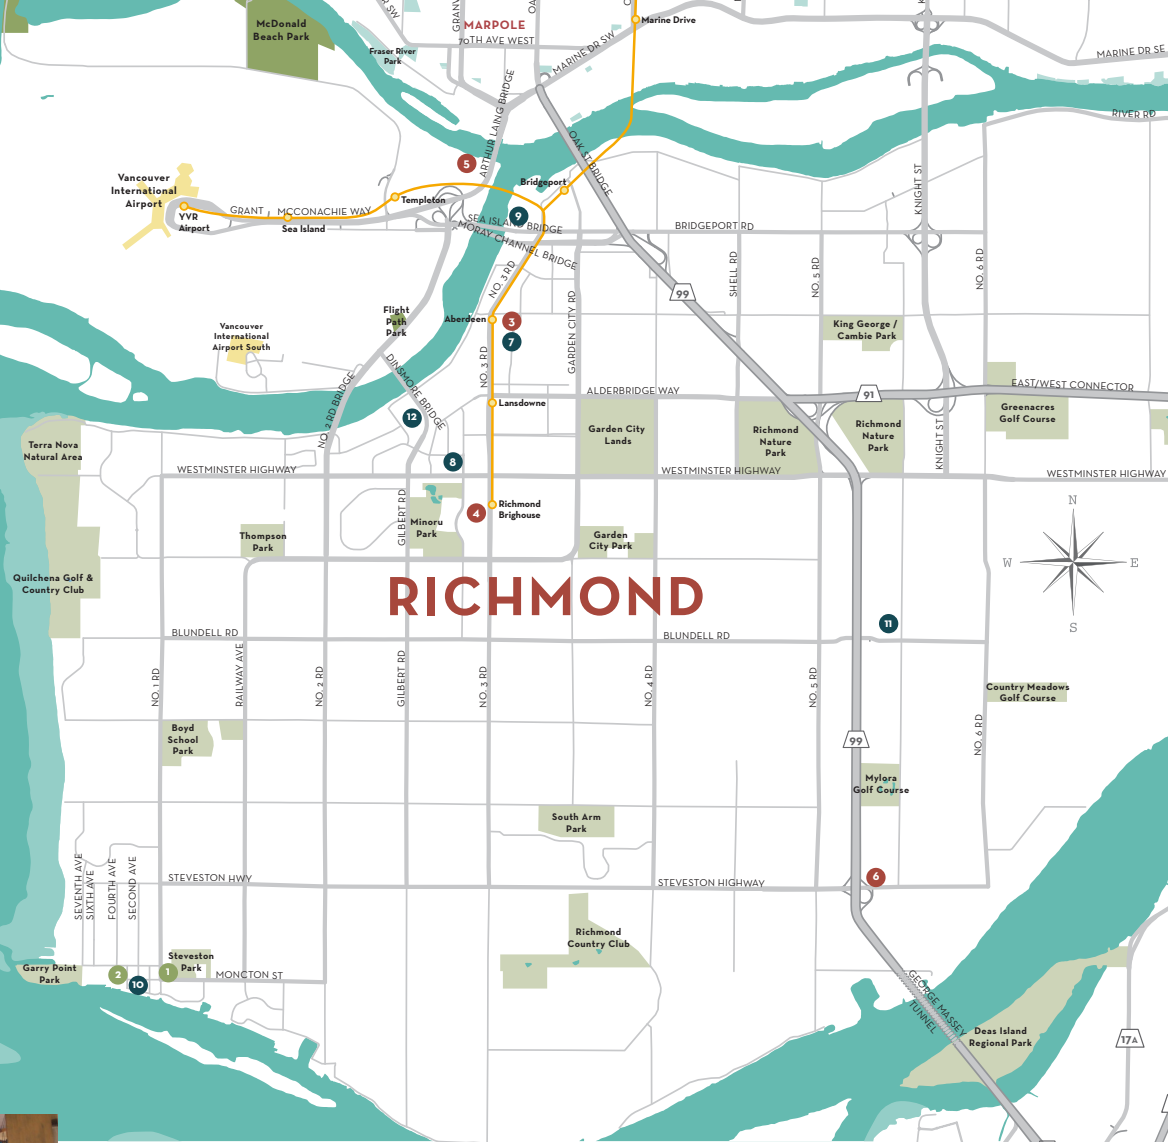 McDonald
Beach Park
MARPOLE
70TH AVE WEST
Fraser River
Park
MARINE DR SW
Marine Drive
MARINE DR SE
RIVER RD
ARTHUR LAING BRIDGE
OAK ST BRIDGE
KNIGHT ST
5
Vancouver
International
Airport
YVR
Airport
GRANT
MCCONACHIE WAY
Sea Island
Templeton
Bridgeport
9
SEA ISLAND BRIDGE
MORAY CHANNEL BRIDGE
BRIDGEPORT RD
NO. 3 RD
GARDEN CITY RD
SHELL RD
NO. 5 RD
NO. 6 RD
99
Flight
Path
Park
Aberdeen
3
7
King George /
Cambie Park
Vancouver
International
Airport South
NO. 3 RD
DINSMORE BRIDGE
NO. 2 RD BRIDGE
ALDERBRIDGE WAY
91
EAST/WEST CONNECTOR
Lansdowne
12
Greenacres
Golf Course
Garden City
Lands
Richmond
Nature
Park
Richmond
Nature
Park
KNIGHT ST
Terra Nova
Natural Area
8
WESTMINSTER HIGHWAY
WESTMINSTER HIGHWAY
WESTMINSTER HIGHWAY
Richmond
Brighouse
4
GILBERT RD
Minoru
Park
Thompson
Park
Garden
City Park
N
W
E
S
Quilchena Golf &
Country Club
RICHMOND
11
BLUNDELL RD
BLUNDELL RD
NO. 1 RD
RAILWAY AVE
NO. 2 RD
GILBERT RD
NO. 3 RD
NO. 4 RD
NO. 5 RD
NO. 6 RD
Country Meadows
Golf Course
Boyd
School
Park
99
Mylora
Golf Course
South Arm
Park
SEVENTH AVE
SIXTH AVE
FOURTH AVE
SECOND AVE
STEVESTON HWY
STEVESTON HIGHWAY
6
Richmond
Country Club
Steveston
Park
Garry Point
Park
2
10
1
MONCTON ST
GEORGE MASSEY
TUNNEL
Deas Island
Regional Park
17A